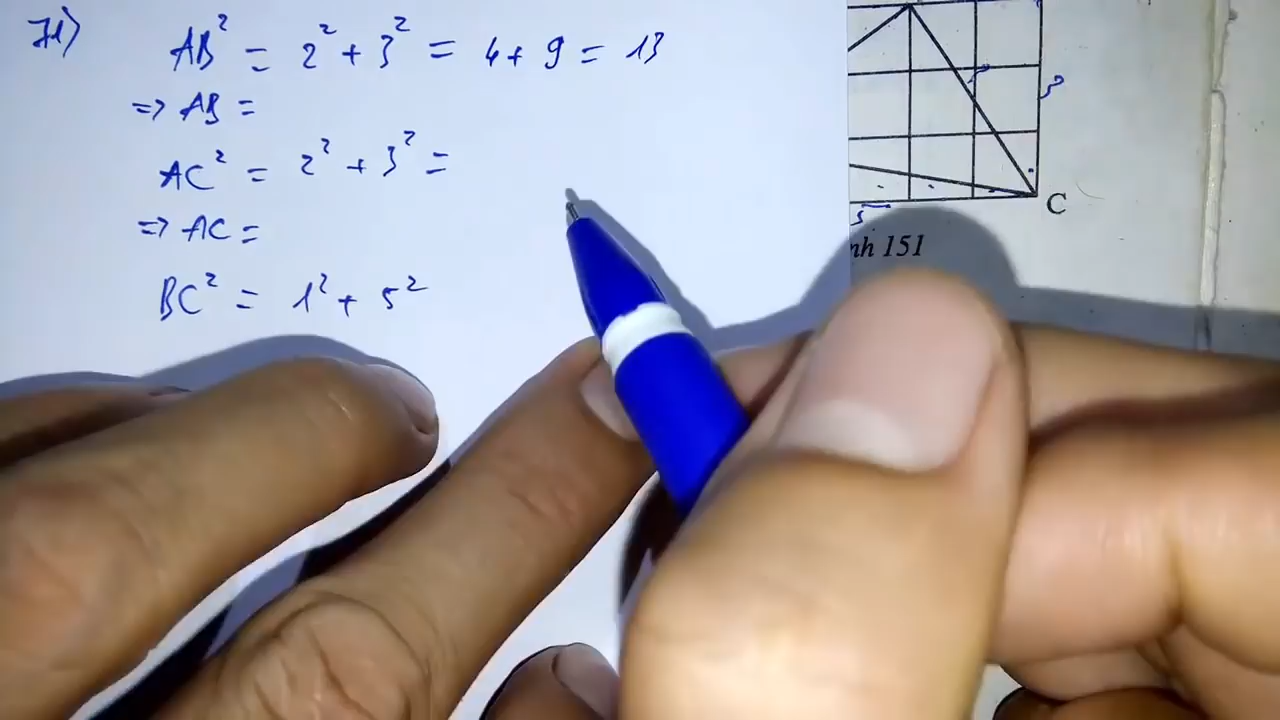 71)
AB² = 2² + 3² = 4 + 9 = 13
=> AB =
AC² = 2² + 3² =
=> AC =
BC² = 1² + 5²
C
nh 151